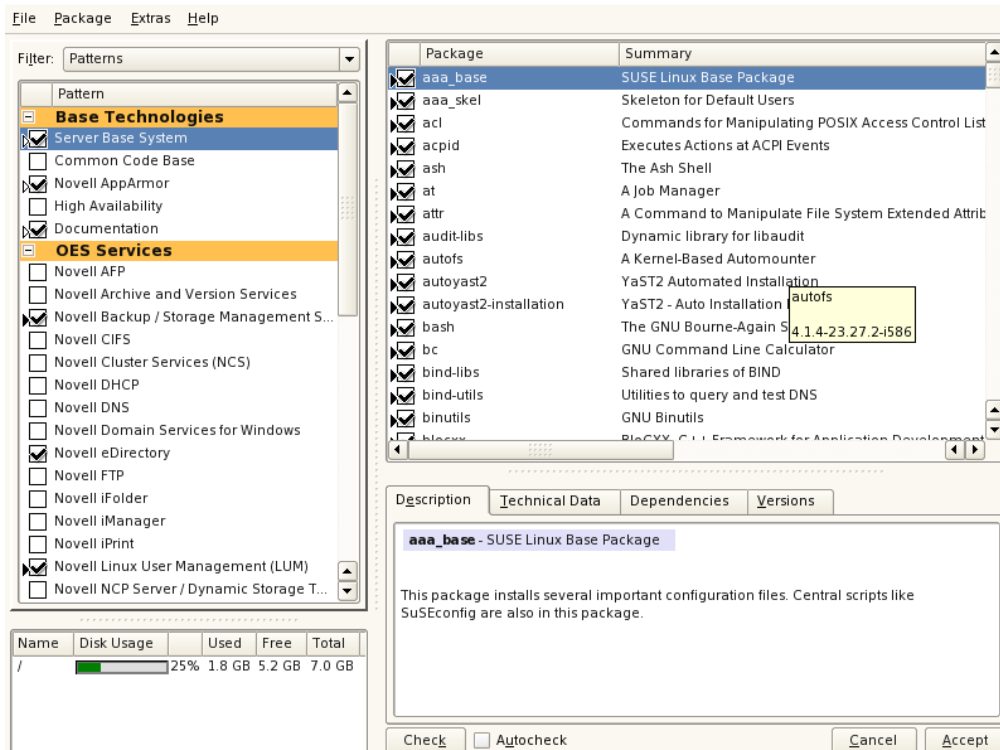 File Package Extras Help
Filter: Patterns
Pattern
Base Technologies
Server Base System
Common Code Base
Novell AppArmor
High Availability
Documentation
OES Services
Novell AFP
Novell Archive and Version Services
Novell Backup / Storage Management S...
Novell CIFS
Novell Cluster Services (NCS)
Novell DHCP
Novell DNS
Novell Domain Services for Windows
Novell eDirectory
Novell FTP
Novell iFolder
Novell iManager
Novell iPrint
Novell Linux User Management (LUM)
Novell NCP Server / Dynamic Storage T...
Name Disk Usage Used Free Total
/ 25% 1.8 GB 5.2 GB 7.0 GB
Package Summary
aaa_base SUSE Linux Base Package
aaa_skel Skeleton for Default Users
acl Commands for Manipulating POSIX Access Control List
acpid Executes Actions at ACPI Events
ash The Ash Shell
at A Job Manager
attr A Command to Manipulate File System Extended Attrib
audit-libs Dynamic library for libaudit
autofs A Kernel-Based Automounter
autoyast2 YaST2 Automated Installation
autoyast2-installation YaST2 - Auto Installation
bash The GNU Bourne-Again S
bc GNU Command Line Calculator
bind-libs Shared libraries of BIND
bind-utils Utilities to query and test DNS
binutils GNU Binutils
blocxx BloCXX, C++ Framework for Application Development
autofs
4.1.4-23.27.2-i586
Description Technical Data Dependencies Versions
aaa_base - SUSE Linux Base Package
This package installs several important configuration files. Central scripts like
SuSEconfig are also in this package.
Check Autocheck Cancel Accept